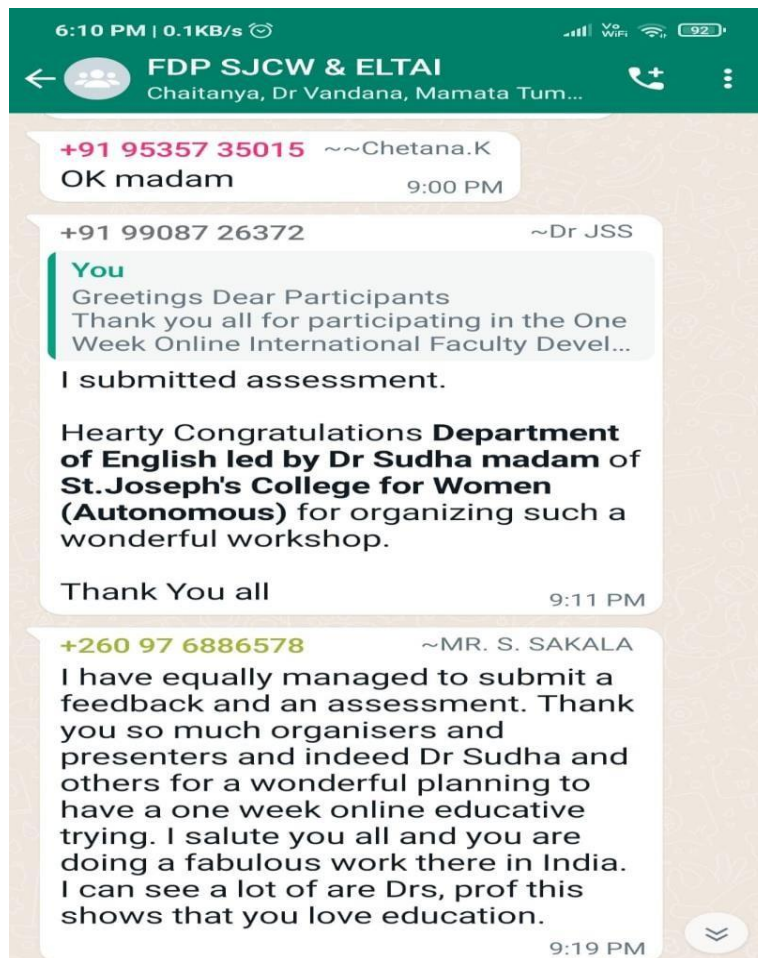 6:10 PM | 0.1KB/s
Vo WiFi 92
FDP SJCW & ELTAI
Chaitanya, Dr Vandana, Mamata Tum...
+91 95357 35015 ~~Chetana.K
OK madam 9:00 PM
+91 99087 26372 ~Dr JSS
You
Greetings Dear Participants
Thank you all for participating in the One
Week Online International Faculty Devel...
I submitted assessment.
Hearty Congratulations Department
of English led by Dr Sudha madam of
St.Joseph's College for Women
(Autonomous) for organizing such a
wonderful workshop.
Thank You all 9:11 PM
+260 97 6886578 ~MR. S. SAKALA
I have equally managed to submit a
feedback and an assessment. Thank
you so much organisers and
presenters and indeed Dr Sudha and
others for a wonderful planning to
have a one week online educative
trying. I salute you all and you are
doing a fabulous work there in India.
I can see a lot of are Drs, prof this
shows that you love education.
9:19 PM